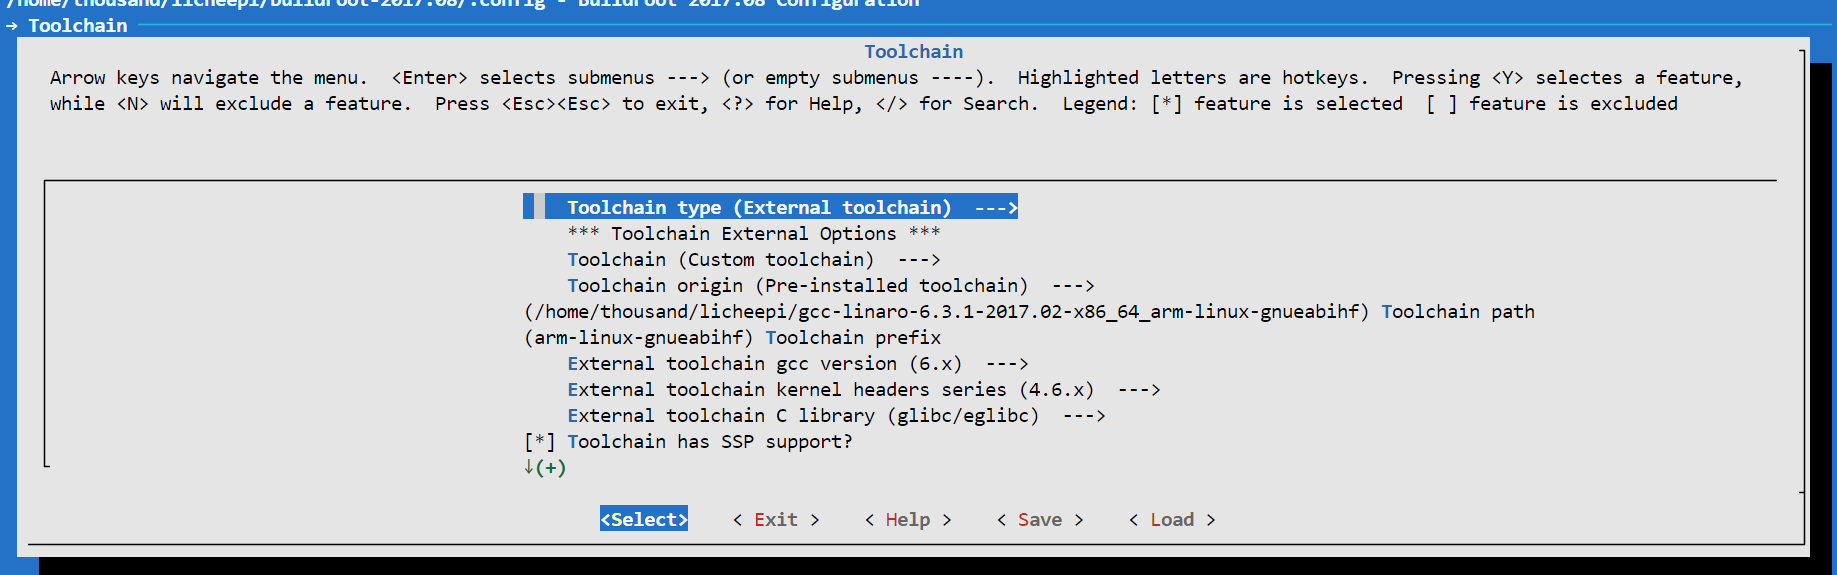 /home/thousand/licheepi/buildroot-2017.08/.config - Buildroot 2017.08 Configuration
→ Toolchain
Toolchain
Arrow keys navigate the menu.  <Enter> selects submenus ---> (or empty submenus ----).  Highlighted letters are hotkeys.  Pressing <Y> selectes a feature,
while <N> will exclude a feature.  Press <Esc><Esc> to exit, <?> for Help, </> for Search.  Legend: [*] feature is selected  [ ] feature is excluded
Toolchain type (External toolchain)  --->
*** Toolchain External Options ***
Toolchain (Custom toolchain)  --->
Toolchain origin (Pre-installed toolchain)  --->
(/home/thousand/licheepi/gcc-linaro-6.3.1-2017.02-x86_64_arm-linux-gnueabihf) Toolchain path
(arm-linux-gnueabihf) Toolchain prefix
External toolchain gcc version (6.x)  --->
External toolchain kernel headers series (4.6.x)  --->
External toolchain C library (glibc/eglibc)  --->
[*] Toolchain has SSP support?
↓(+)
<Select>    < Exit >    < Help >    < Save >    < Load >